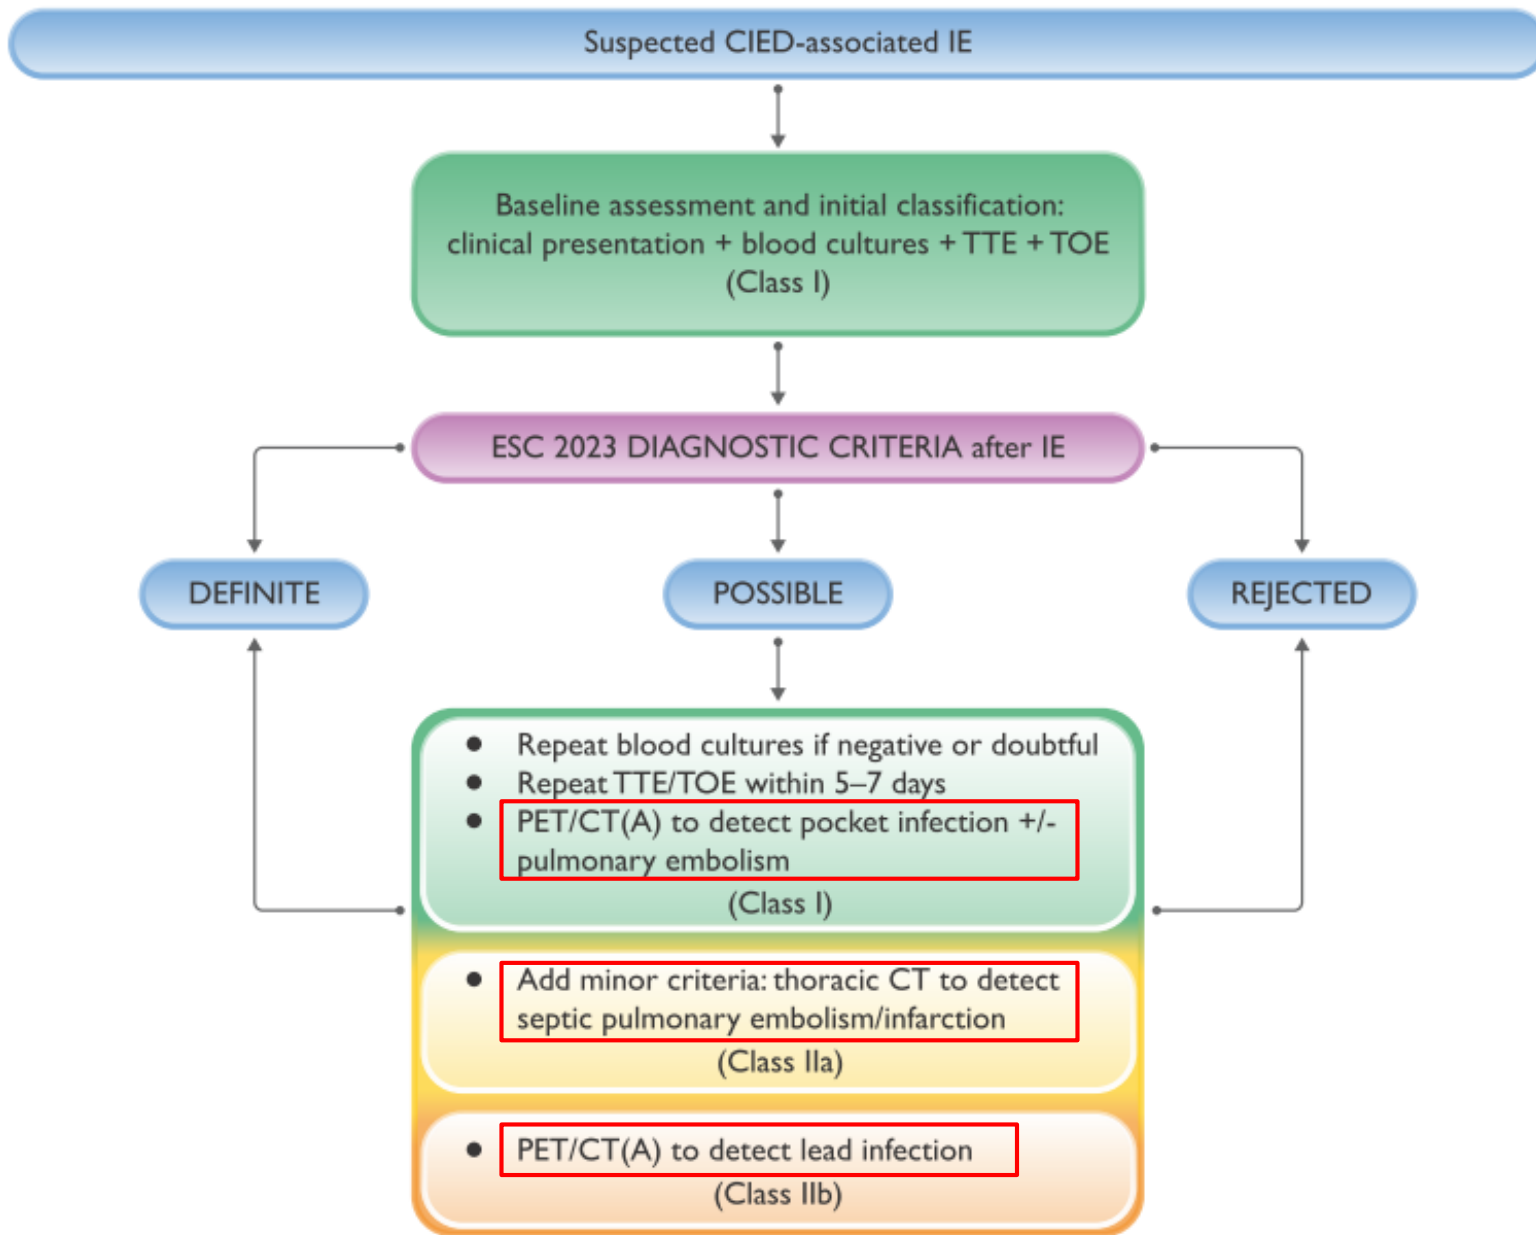 Suspected CIED-associated IE
Baseline assessment and initial classification:
clinical presentation + blood cultures + TTE + TOE
(Class I)
ESC 2023 DIAGNOSTIC CRITERIA after IE
DEFINITE
POSSIBLE
REJECTED
● Repeat blood cultures if negative or doubtful
● Repeat TTE/TOE within 5–7 days
● PET/CT(A) to detect pocket infection +/-
pulmonary embolism
(Class I)
● Add minor criteria: thoracic CT to detect
septic pulmonary embolism/infarction
(Class IIa)
● PET/CT(A) to detect lead infection
(Class IIb)